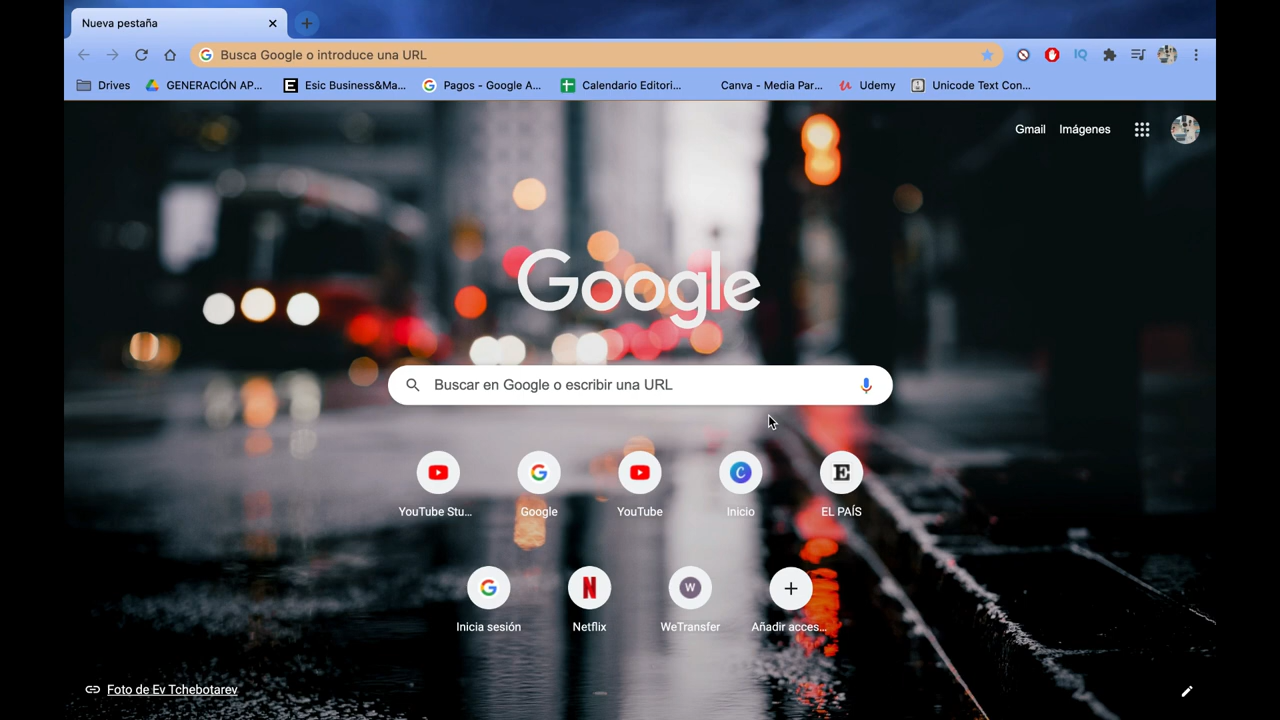 Nueva pestaña
Busca Google o introduce una URL
Drives
GENERACIÓN AP...
Esic Business&Ma...
Pagos - Google A...
Calendario Editori...
Canva - Media Par...
Udemy
Unicode Text Con...
Gmail
Imágenes
Google
Buscar en Google o escribir una URL
YouTube Stu...
Google
YouTube
Inicio
EL PAÍS
Inicia sesión
Netflix
WeTransfer
Añadir acces...
Foto de Ev Tchebotarev